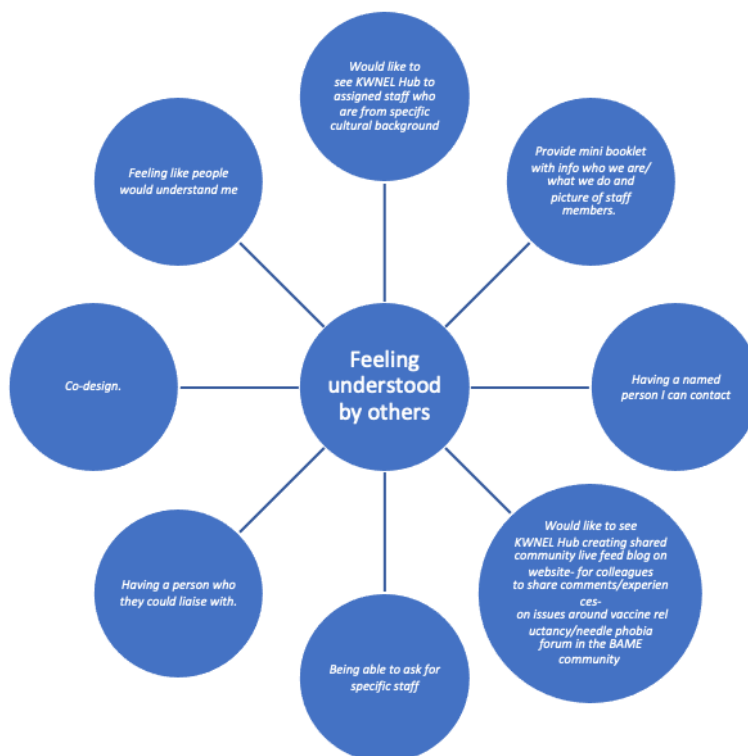 Would like to
see KWNEL Hub to
assigned staff who
are from specific
cultural background
Provide mini booklet
with info who we are/
what we do and
picture of staff
members.
Having a named
person I can contact
Would like to see
KWNEL Hub creating shared
community live feed blog on
website- for colleagues
to share comments/experien
ces-
on issues around vaccine rel
uctancy/needle phobia
forum in the BAME
community
Being able to ask for
specific staff
Having a person who
they could liaise with.
Co-design.
Feeling like people
would understand me
Feeling
understood
by others